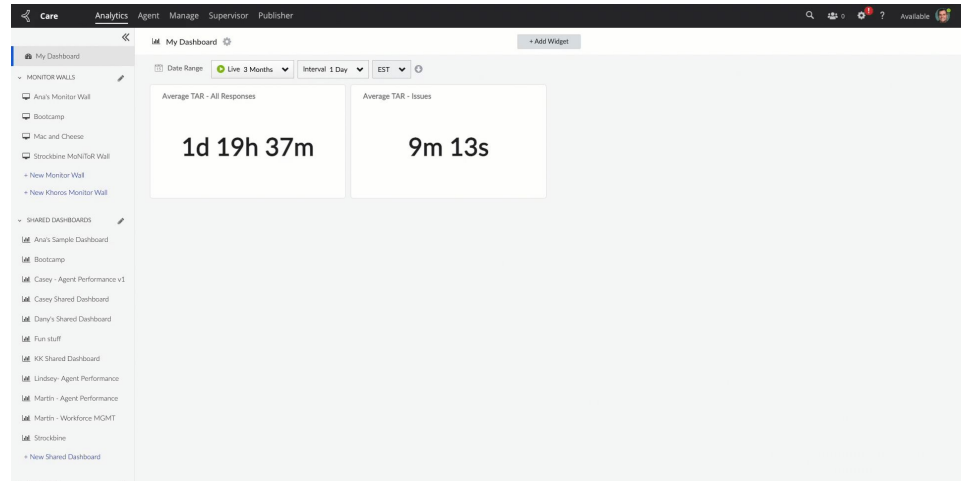 Care Analytics Agent Manage Supervisor Publisher 0 ! ? Available
My Dashboard
MONITOR WALLS
Ana's Monitor Wall
Bootcamp
Mac and Cheese
Strockbine MoNiToR Wall
+ New Monitor Wall
+ New Khoros Monitor Wall
SHARED DASHBOARDS
Ana's Sample Dashboard
Bootcamp
Casey - Agent Performance v1
Casey Shared Dashboard
Dany's Shared Dashboard
Fun stuff
KK Shared Dashboard
Lindsey- Agent Performance
Martin - Agent Performance
Martin - Workforce MGMT
Strockbine
+ New Shared Dashboard
My Dashboard + Add Widget
Date Range Live 3 Months Interval 1 Day EST
Average TAR - All Responses
1d 19h 37m
Average TAR - Issues
9m 13s